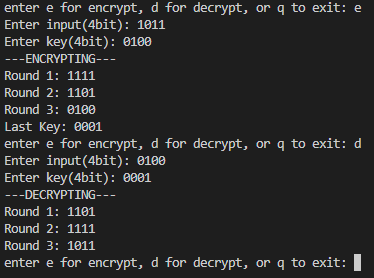 enter e for encrypt, d for decrypt, or q to exit: e
Enter input(4bit): 1011
Enter key(4bit): 0100
---ENCRYPTING---
Round 1: 1111
Round 2: 1101
Round 3: 0100
Last Key: 0001
enter e for encrypt, d for decrypt, or q to exit: d
Enter input(4bit): 0100
Enter key(4bit): 0001
---DECRYPTING---
Round 1: 1101
Round 2: 1111
Round 3: 1011
enter e for encrypt, d for decrypt, or q to exit: